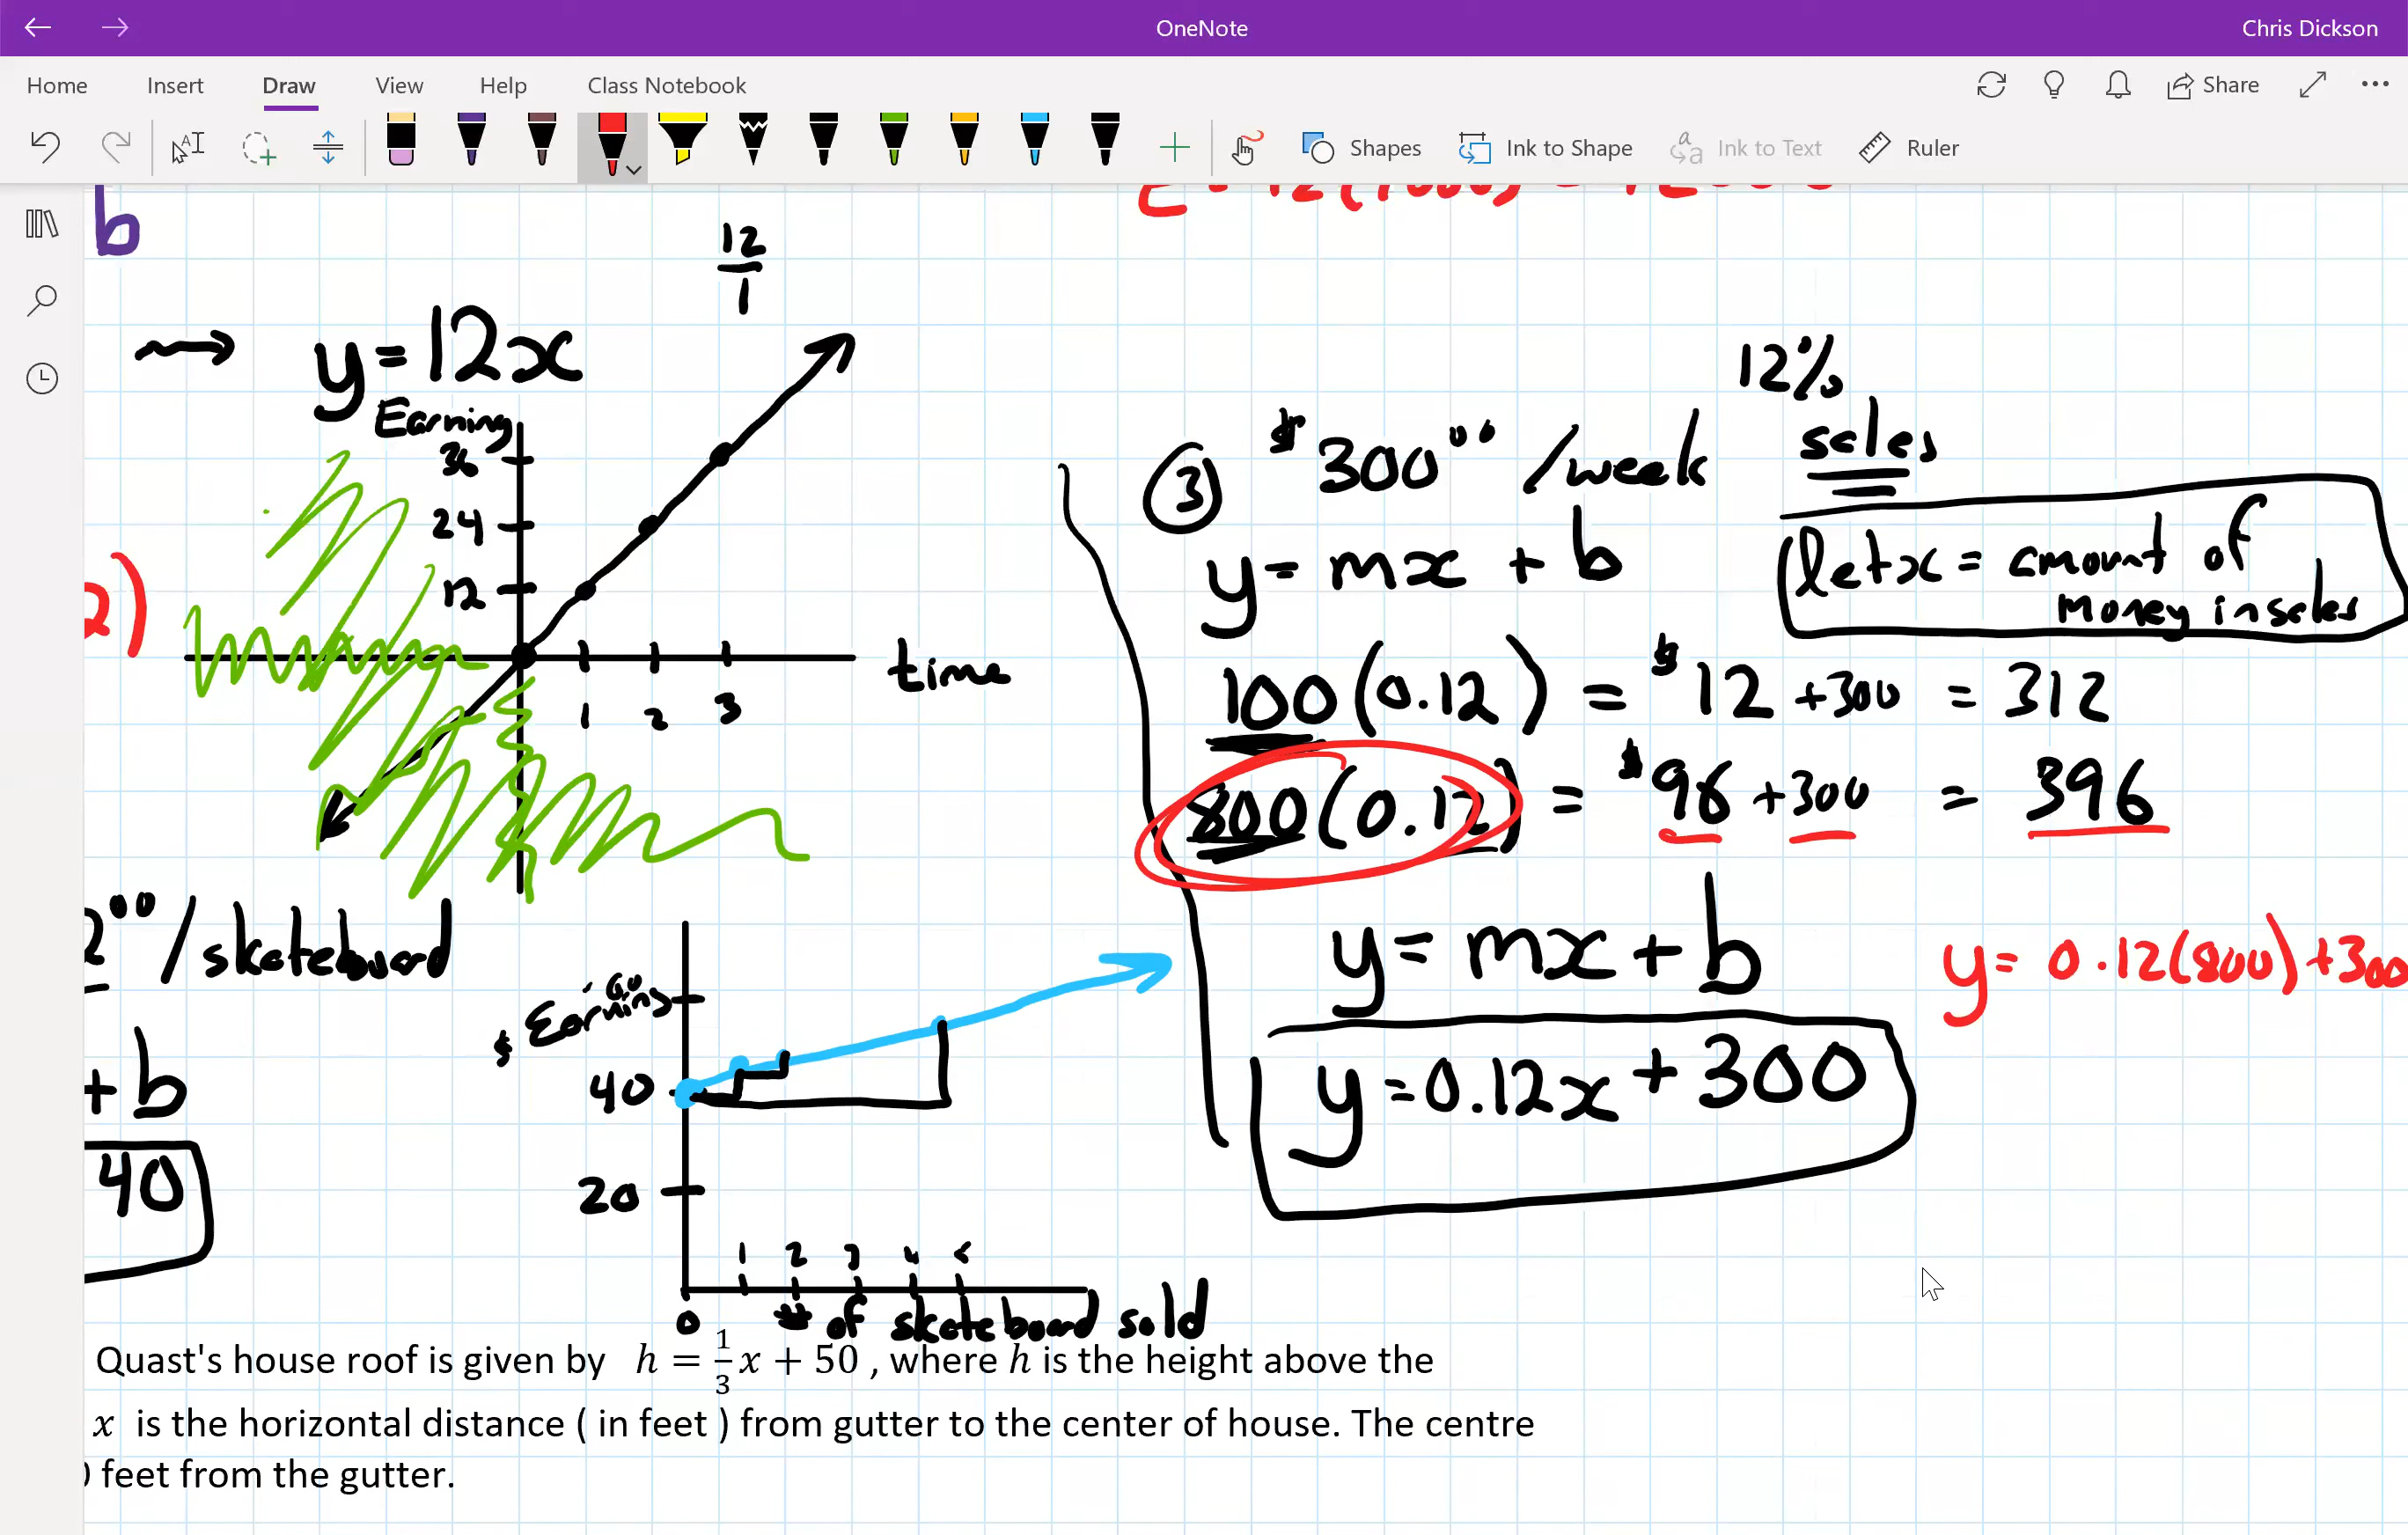 OneNote
Chris Dickson
Home Insert Draw View Help Class Notebook Share
Shapes Ink to Shape Ink to Text Ruler
b
12
1
y=12x
Earning
36
24
12
1 2 3
time
2)
12%
③ $300⁰⁰ /week sales
y = mx + b
let x = amount of
money in sales
100(0.12) = $12 +300 = 312
800(0.12) = $96 +300 = 396
y = mx + b
y = 0.12(800)+300
y = 0.12x + 300
2⁰⁰ / skateboard
+ b
40
$ Earnings
60
40
20
1 2 3 4 5
0
# of skateboard sold
Quast's house roof is given by h = 1/3 x + 50 , where h is the height above the
x is the horizontal distance ( in feet ) from gutter to the center of house. The centre
feet from the gutter.